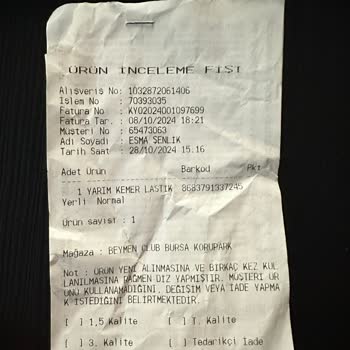 ÜRÜN İNCELEME FİŞİ
Alışveriş No: 1032872061406
İşlem No : 70393035
Fatura No : KY02024001097699
Fatura Tar. : 08/10/2024 18:21
Müşteri No : 65473063
Adı Soyadı : ESMA ŞENLİK
Tarih Saat : 28/10/2024 15.16
Adet Ürün Barkod Pkt
1 YARIM KEMER LASTİK 8683791337245
Yerli Normal
Ürün sayısı : 1
Mağaza : BEYMEN CLUB BURSA KORUPARK
Not : ÜRÜN YENİ ALINMASINA VE BİRKAÇ KEZ KUL
LANILMASINA RAĞMEN DİZ YAPMIŞTIR. MÜŞTERİ ÜR
ÜNÜ KULLANAMADIĞINI, DEĞİŞİM VEYA İADE YAPMA
K İSTEDİĞİNİ BELİRTMEKTEDİR.
[ ] 1,5 Kalite [ ] 1. Kalite
[ ] 3. Kalite [ ] Tedarikçi İade